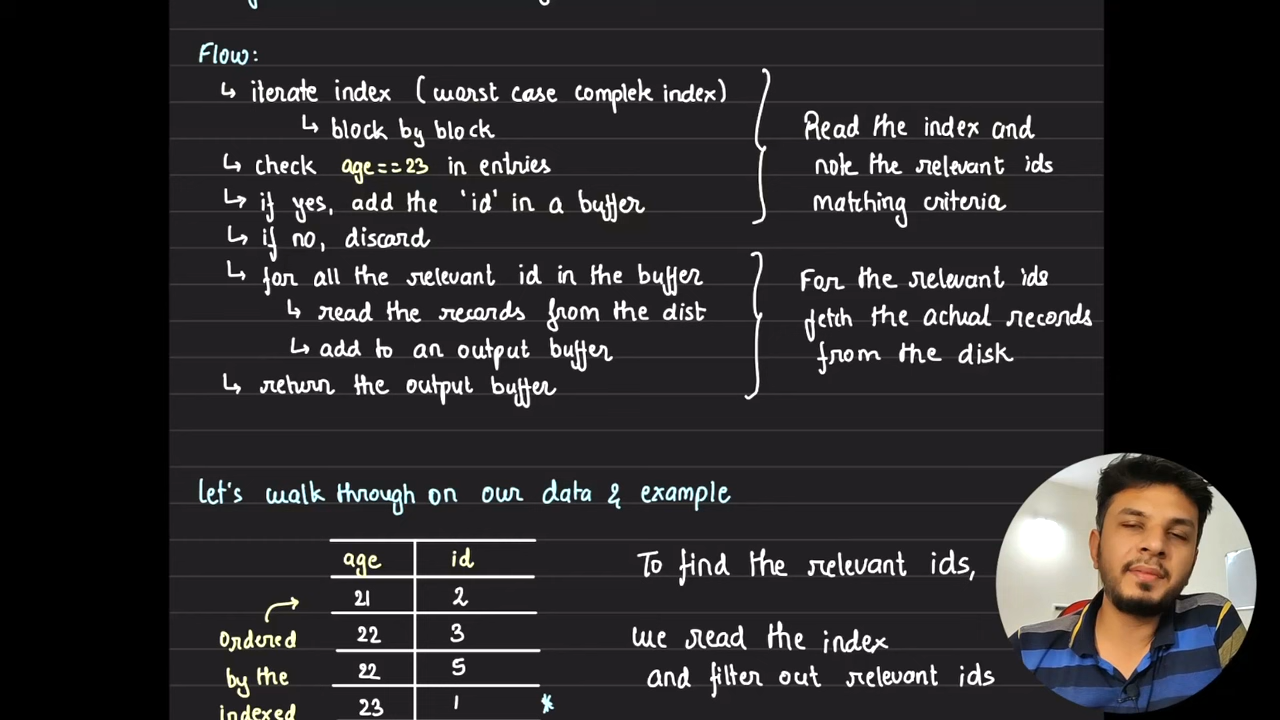 Flow:
↳ iterate index (worst case complek index)
↳ block by block
↳ check age==23 in entries
↳ if yes, add the 'id' in a buffer
↳ if no, discard
↳ for all the relevant id in the buffer
↳ read the records from the dist
↳ add to an output buffer
↳ return the output buffer
Read the index and
note the relevant ids
matching criteria
For the relevant ids
fetch the actual records
from the disk
let's walk through on our data & example
age id
21 2
22 3
22 5
23 1 *
Ordered
by the
indexed
To find the relevant ids,
we read the index
and filter out relevant ids